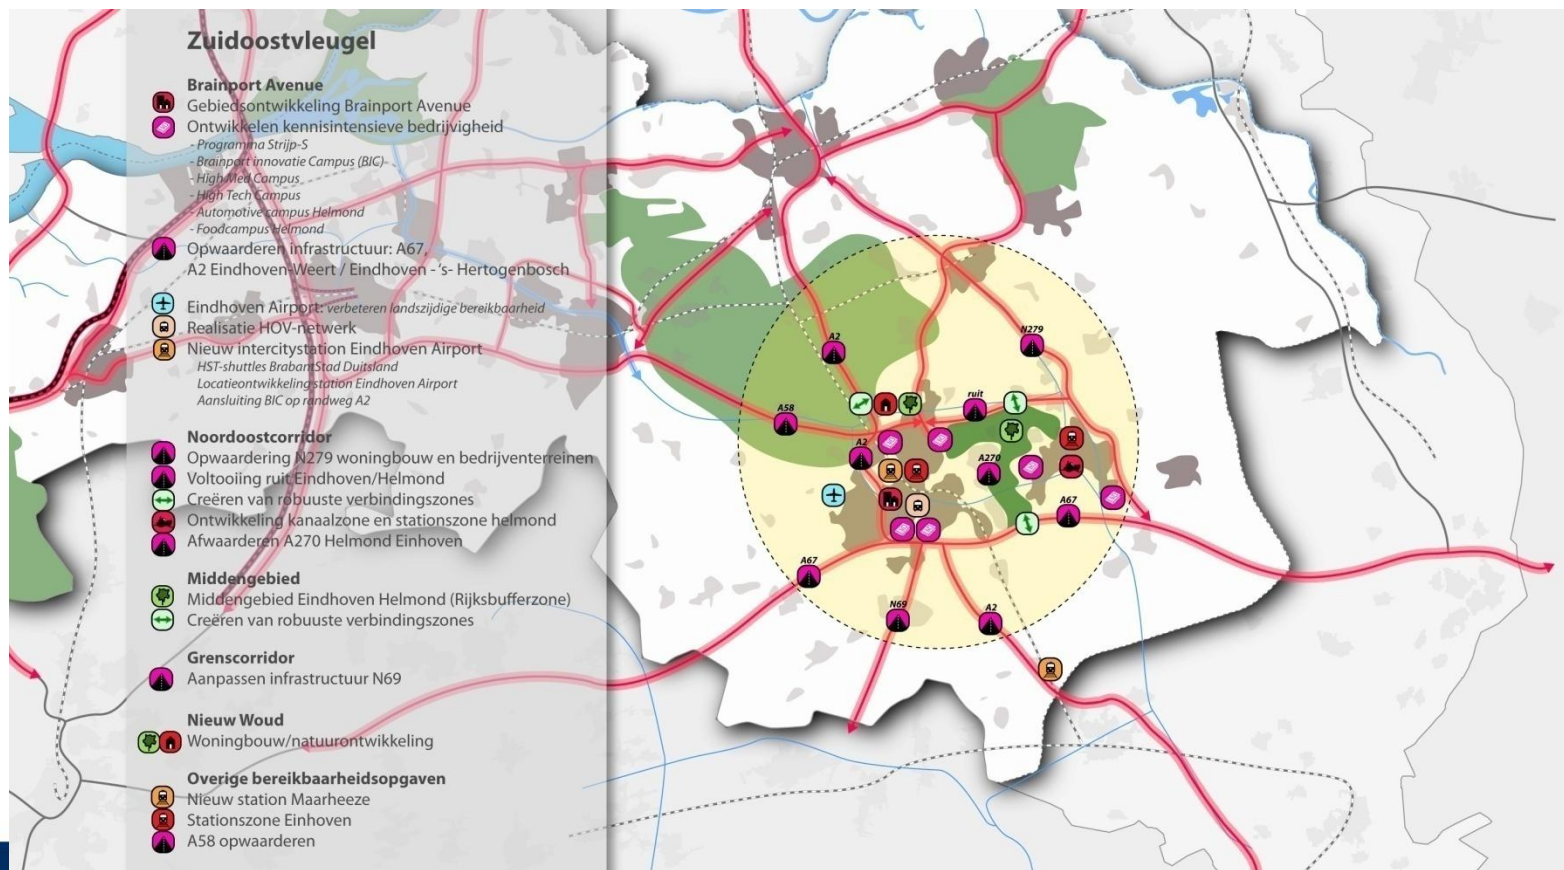 Zuidoostvleugel
Brainport Avenue
Gebiedsontwikkeling Brainport Avenue
Ontwikkelen kennisintensieve bedrijvigheid
- Programma Strijp-S
- Brainport innovatie Campus (BIC)
- High Med Campus
- High Tech Campus
- Automotive campus Helmond
- Foodcampus Helmond
Opwaarderen infrastructuur: A67,
A2 Eindhoven-Weert / Eindhoven - 's- Hertogenbosch
Eindhoven Airport: verbeteren landszijdige bereikbaarheid
Realisatie HOV-netwerk
Nieuw intercitystation Eindhoven Airport
HST-shuttles BrabantStad Duitsland
Locatieontwikkeling station Eindhoven Airport
Aansluiting BIC op randweg A2
Noordoostcorridor
Opwaardering N279 woningbouw en bedrijventerreinen
Voltooiing ruit Eindhoven/Helmond
Creëren van robuuste verbindingszones
Ontwikkeling kanaalzone en stationszone helmond
Afwaarderen A270 Helmond Einhoven
Middengebied
Middengebied Eindhoven Helmond (Rijksbufferzone)
Creëren van robuuste verbindingszones
Grenscorridor
Aanpassen infrastructuur N69
Nieuw Woud
Woningbouw/natuurontwikkeling
Overige bereikbaarheidsopgaven
Nieuw station Maarheeze
Stationszone Einhoven
A58 opwaarderen
A2
N279
ruit
A58
A2
A270
A67
A67
N69
A2